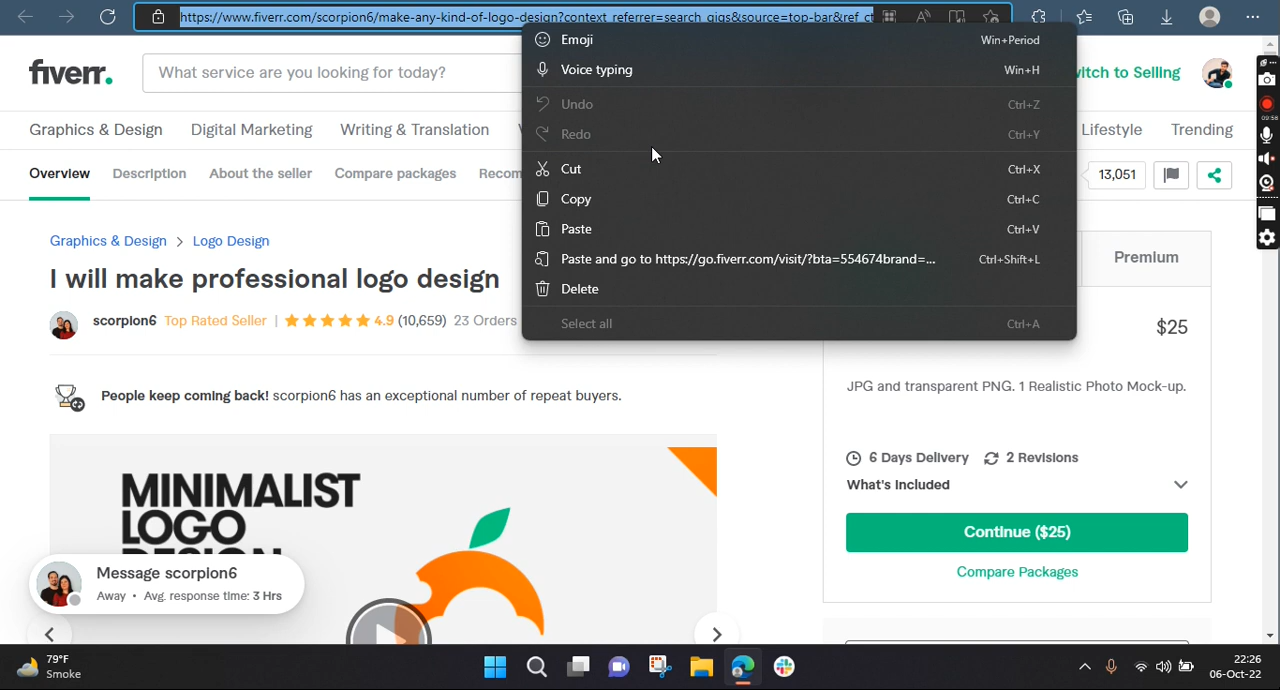 https://www.fiverr.com/scorpion6/make-any-kind-of-logo-design?context_referrer=search_gigs&source=top-bar&ref_ct
Emoji Win+Period
Voice typing Win+H
Undo Ctrl+Z
Redo Ctrl+Y
Cut Ctrl+X
Copy Ctrl+C
Paste Ctrl+V
Paste and go to https://go.fiverr.com/visit/?bta=554674brand=... Ctrl+Shift+L
Delete
Select all Ctrl+A
fiverr.
What service are you looking for today?
witch to Selling
Graphics & Design Digital Marketing Writing & Translation Lifestyle Trending
Overview Description About the seller Compare packages Recom 13,051
09:56
Graphics & Design > Logo Design
I will make professional logo design
scorpion6 Top Rated Seller | 4.9 (10,659) 23 Orders
People keep coming back! scorpion6 has an exceptional number of repeat buyers.
MINIMALIST
LOGO
DESIGN
Message scorpion6
Away • Avg. response time: 3 Hrs
Premium
$25
JPG and transparent PNG. 1 Realistic Photo Mock-up.
6 Days Delivery 2 Revisions
What's Included
Continue ($25)
Compare Packages
79°F
Smoke
22:26
06-Oct-22